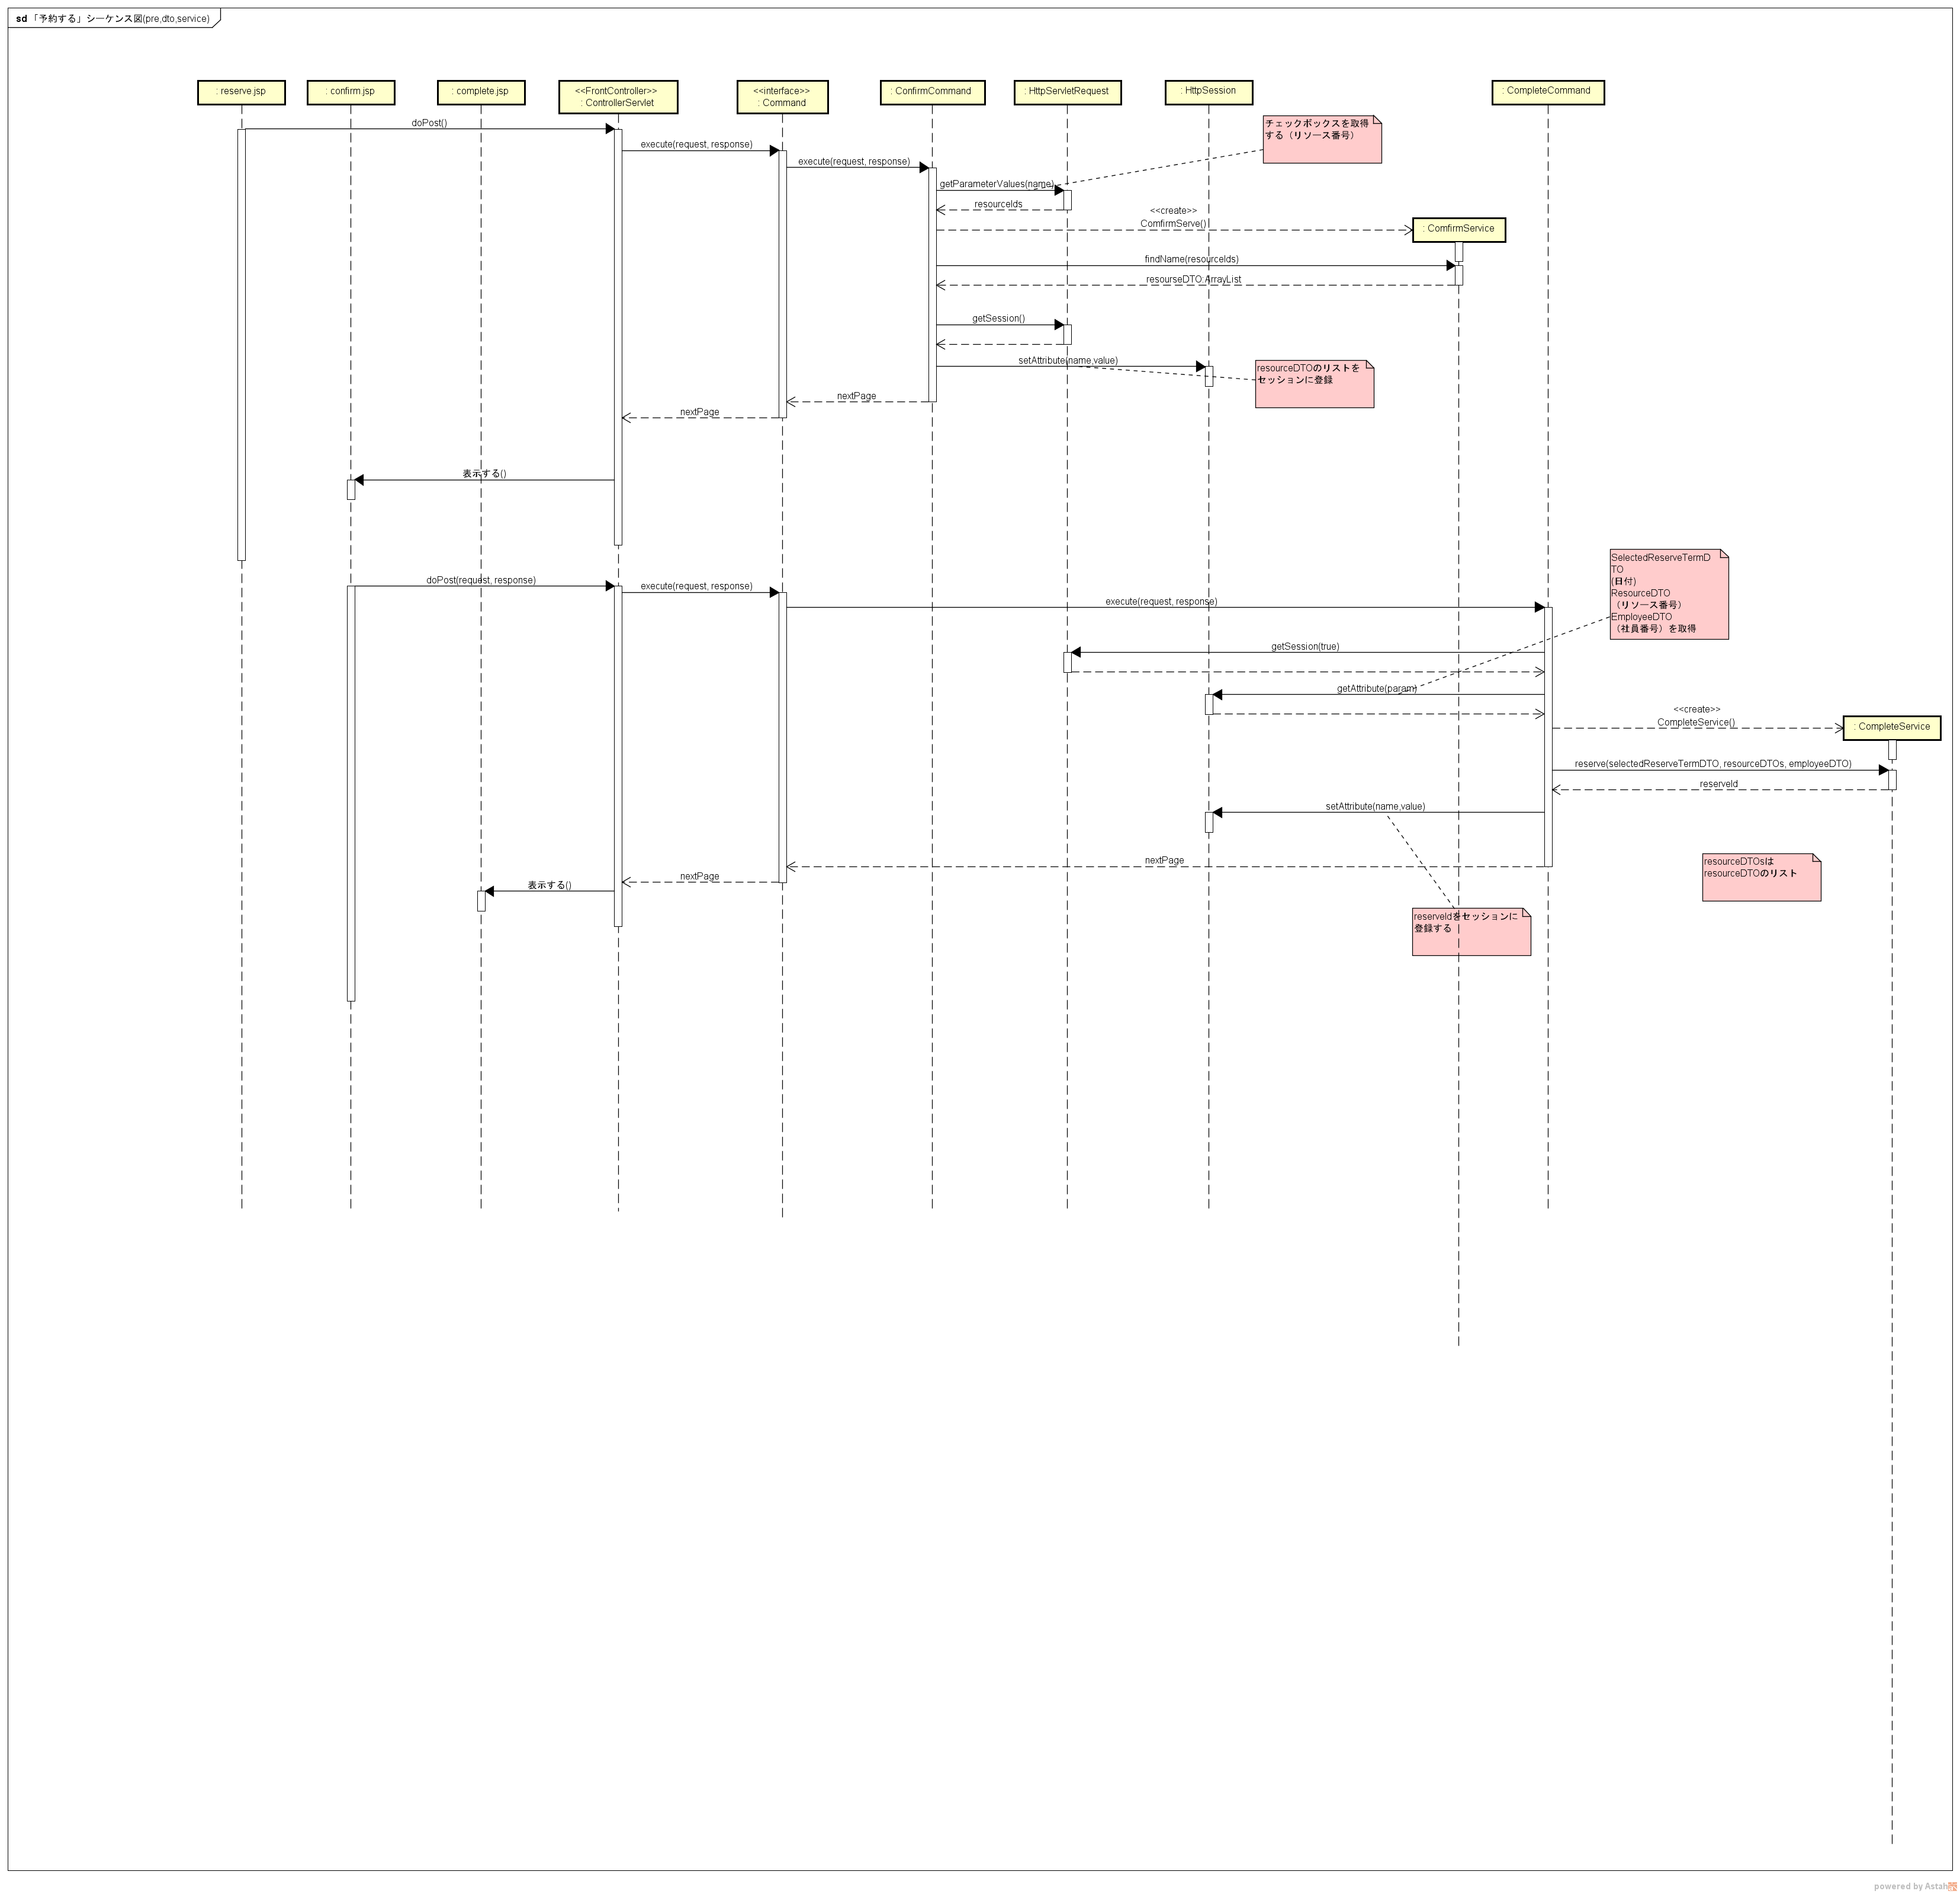 sd 「予約する」シーケンス図(pre,dto,service)
: reserve.jsp
: confirm.jsp
: complete.jsp
<<FrontController>>
: ControllerServlet
<<interface>>
: Command
: ConfirmCommand
: HttpServletRequest
: HttpSession
: CompleteCommand
doPost()
チェックボックスを取得
する（リソース番号）
execute(request, response)
execute(request, response)
getParameterValues(name)
resourceIds
<<create>>
ComfirmServe()
: ComfirmService
findName(resourceIds)
resourseDTO:ArrayList
getSession()
setAttribute(name,value)
resourceDTOのリストを
セッションに登録
nextPage
nextPage
表示する()
SelectedReserveTermD
TO
(日付)
ResourceDTO
（リソース番号）
EmployeeDTO
（社員番号）を取得
doPost(request, response)
execute(request, response)
execute(request, response)
getSession(true)
getAttribute(param)
<<create>>
CompleteService()
: CompleteService
reserve(selectedReserveTermDTO, resourceDTOs, employeeDTO)
reserveId
setAttribute(name,value)
nextPage
resourceDTOsは
resourceDTOのリスト
nextPage
表示する()
reserveIdをセッションに
登録する
powered by Astah